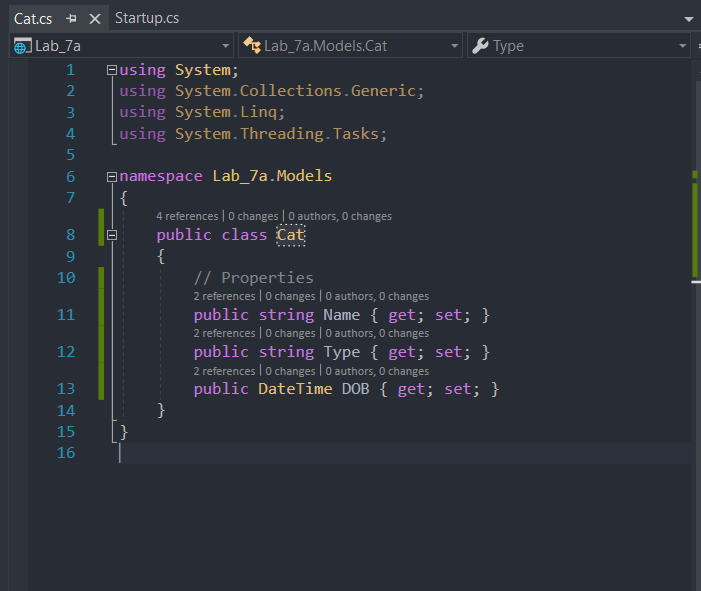 Cat.cs Startup.cs
Lab_7a Lab_7a.Models.Cat Type
1 using System;
2 using System.Collections.Generic;
3 using System.Linq;
4 using System.Threading.Tasks;
5
6 namespace Lab_7a.Models
7 {
4 references | 0 changes | 0 authors, 0 changes
8 public class Cat
9 {
10 // Properties
2 references | 0 changes | 0 authors, 0 changes
11 public string Name { get; set; }
2 references | 0 changes | 0 authors, 0 changes
12 public string Type { get; set; }
2 references | 0 changes | 0 authors, 0 changes
13 public DateTime DOB { get; set; }
14 }
15 }
16